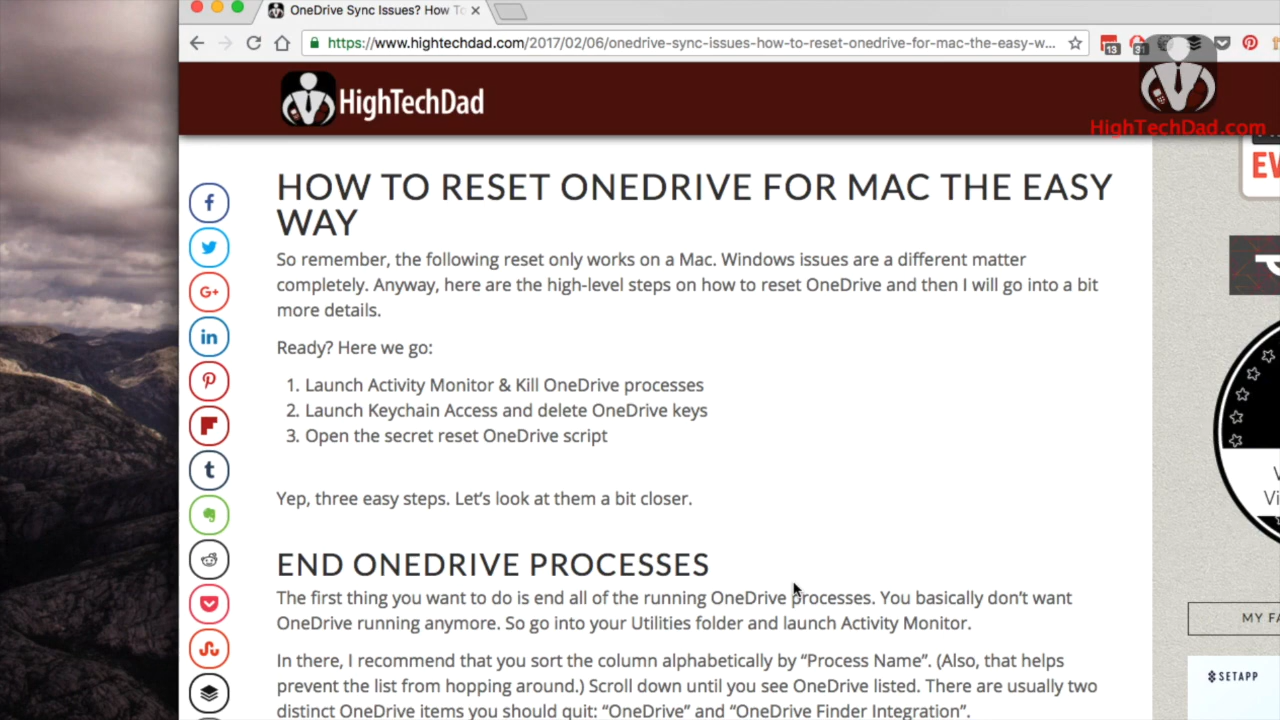 OneDrive Sync Issues? How To
https://www.hightechdad.com/2017/02/06/onedrive-sync-issues-how-to-reset-onedrive-for-mac-the-easy-w...
13
31
HighTechDad
HighTechDad.com
EV
HOW TO RESET ONEDRIVE FOR MAC THE EASY
WAY
So remember, the following reset only works on a Mac. Windows issues are a different matter
completely. Anyway, here are the high-level steps on how to reset OneDrive and then I will go into a bit
more details.
Ready? Here we go:
1. Launch Activity Monitor & Kill OneDrive processes
2. Launch Keychain Access and delete OneDrive keys
3. Open the secret reset OneDrive script
Yep, three easy steps. Let’s look at them a bit closer.
END ONEDRIVE PROCESSES
The first thing you want to do is end all of the running OneDrive processes. You basically don’t want
OneDrive running anymore. So go into your Utilities folder and launch Activity Monitor.
In there, I recommend that you sort the column alphabetically by “Process Name”. (Also, that helps
prevent the list from hopping around.) Scroll down until you see OneDrive listed. There are usually two
distinct OneDrive items you should quit: “OneDrive” and “OneDrive Finder Integration”.
V
Vi
MY FA
SETAPP